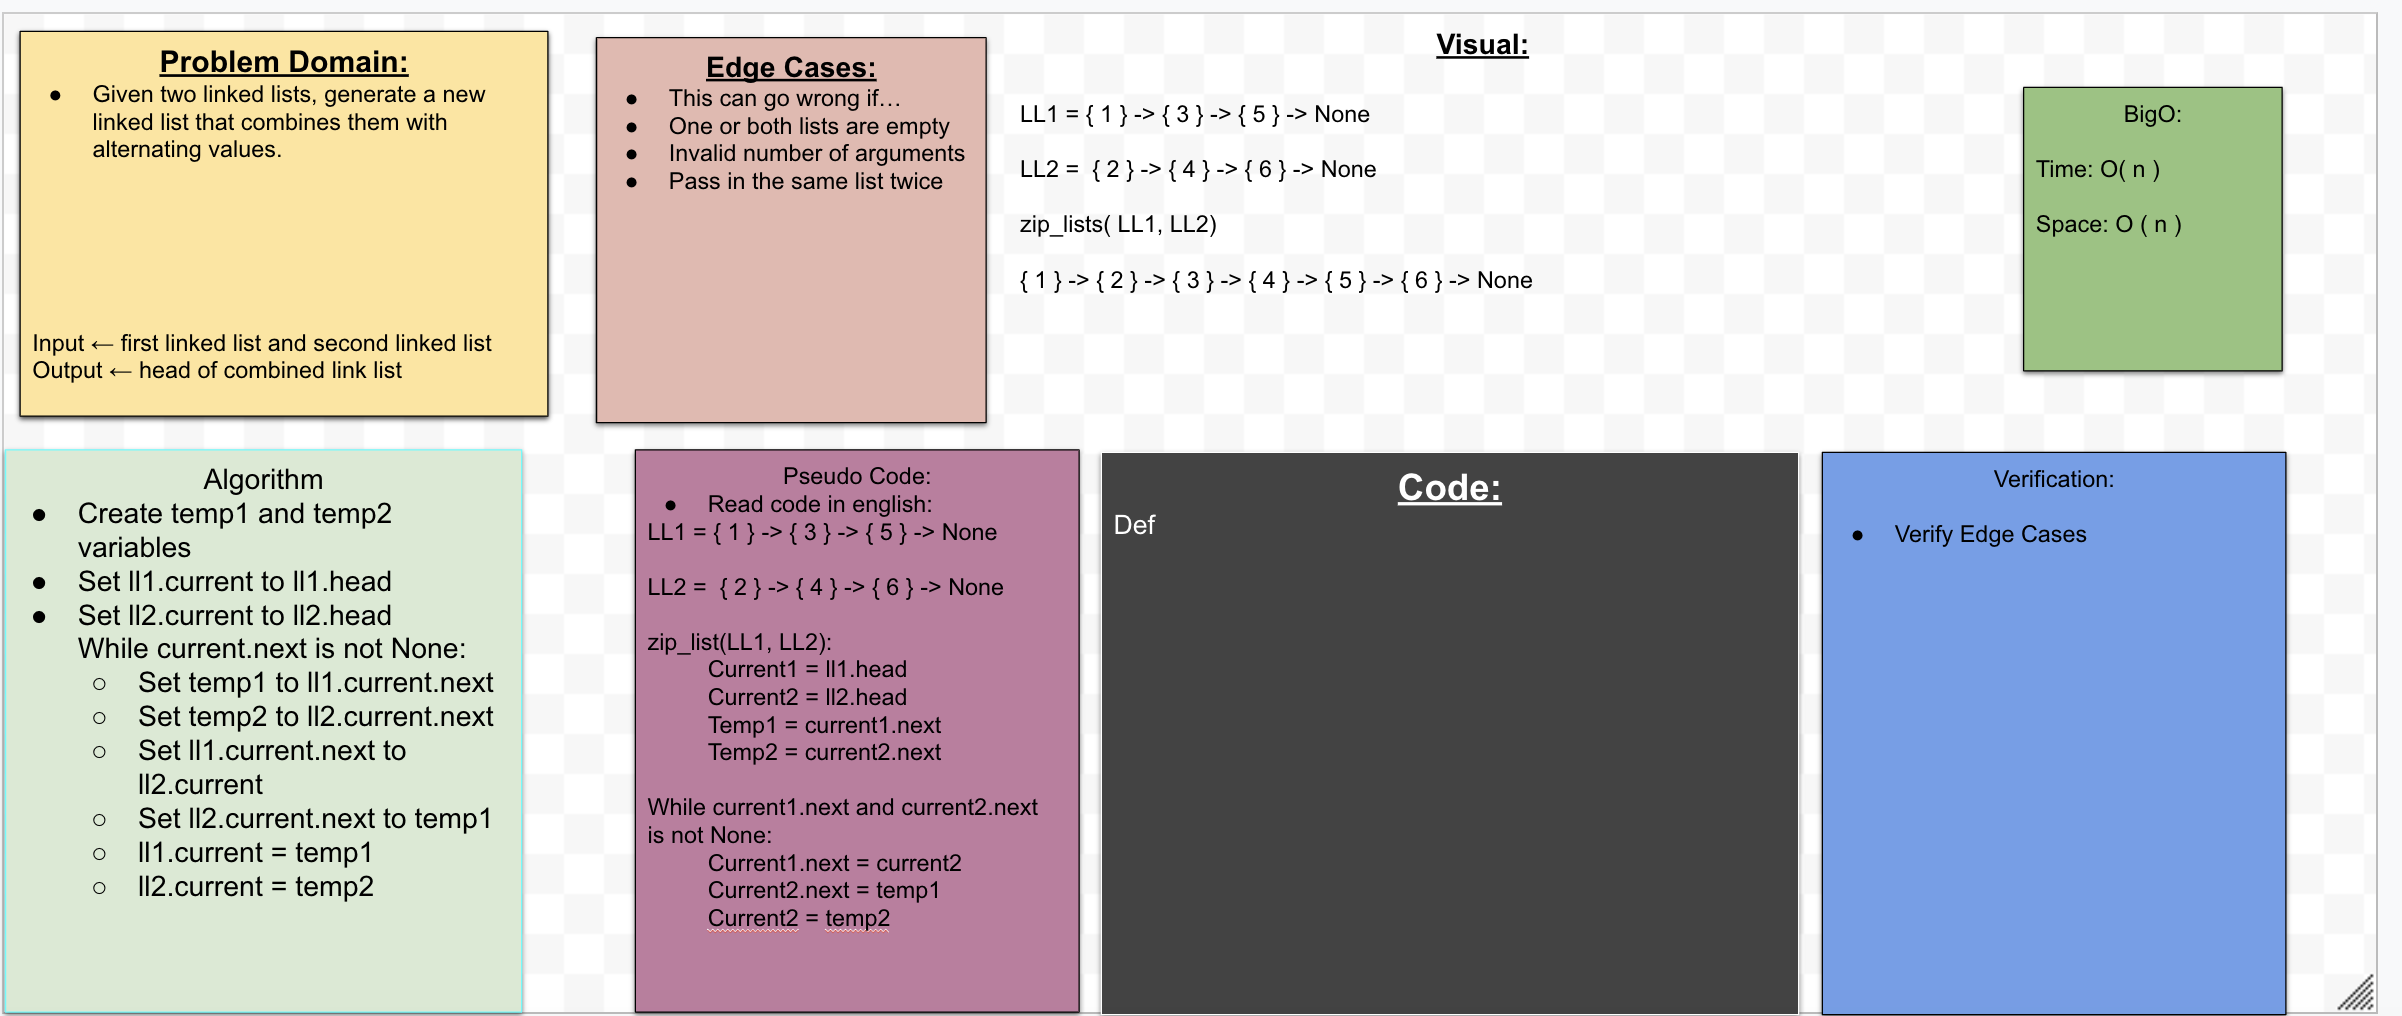 Problem Domain:
● Given two linked lists, generate a new
linked list that combines them with
alternating values.
Input ← first linked list and second linked list
Output ← head of combined link list
Edge Cases:
● This can go wrong if…
● One or both lists are empty
● Invalid number of arguments
● Pass in the same list twice
Visual:
LL1 = { 1 } -> { 3 } -> { 5 } -> None
LL2 =  { 2 } -> { 4 } -> { 6 } -> None
zip_lists( LL1, LL2)
{ 1 } -> { 2 } -> { 3 } -> { 4 } -> { 5 } -> { 6 } -> None
BigO:
Time: O( n )
Space: O ( n )
Algorithm
● Create temp1 and temp2
variables
● Set ll1.current to ll1.head
● Set ll2.current to ll2.head
While current.next is not None:
○ Set temp1 to ll1.current.next
○ Set temp2 to ll2.current.next
○ Set ll1.current.next to
ll2.current
○ Set ll2.current.next to temp1
○ ll1.current = temp1
○ ll2.current = temp2
Pseudo Code:
● Read code in english:
LL1 = { 1 } -> { 3 } -> { 5 } -> None
LL2 =  { 2 } -> { 4 } -> { 6 } -> None
zip_list(LL1, LL2):
Current1 = ll1.head
Current2 = ll2.head
Temp1 = current1.next
Temp2 = current2.next
While current1.next and current2.next
is not None:
Current1.next = current2
Current2.next = temp1
Current2 = temp2
Code:
Def
Verification:
● Verify Edge Cases